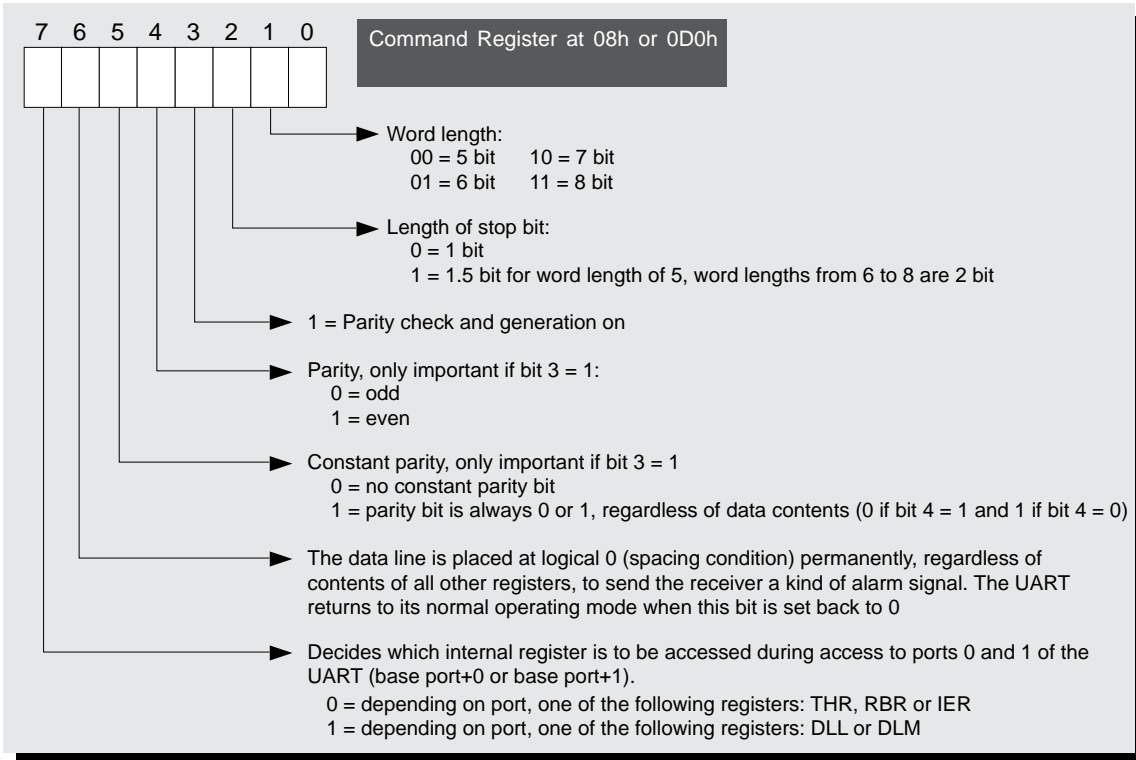 7 6 5 4 3 2 1 0
Command Register at 08h or 0D0h
Word length:
00 = 5 bit 10 = 7 bit
01 = 6 bit 11 = 8 bit
Length of stop bit:
0 = 1 bit
1 = 1.5 bit for word length of 5, word lengths from 6 to 8 are 2 bit
1 = Parity check and generation on
Parity, only important if bit 3 = 1:
0 = odd
1 = even
Constant parity, only important if bit 3 = 1
0 = no constant parity bit
1 = parity bit is always 0 or 1, regardless of data contents (0 if bit 4 = 1 and 1 if bit 4 = 0)
The data line is placed at logical 0 (spacing condition) permanently, regardless of
contents of all other registers, to send the receiver a kind of alarm signal. The UART
returns to its normal operating mode when this bit is set back to 0
Decides which internal register is to be accessed during access to ports 0 and 1 of the
UART (base port+0 or base port+1).
0 = depending on port, one of the following registers: THR, RBR or IER
1 = depending on port, one of the following registers: DLL or DLM